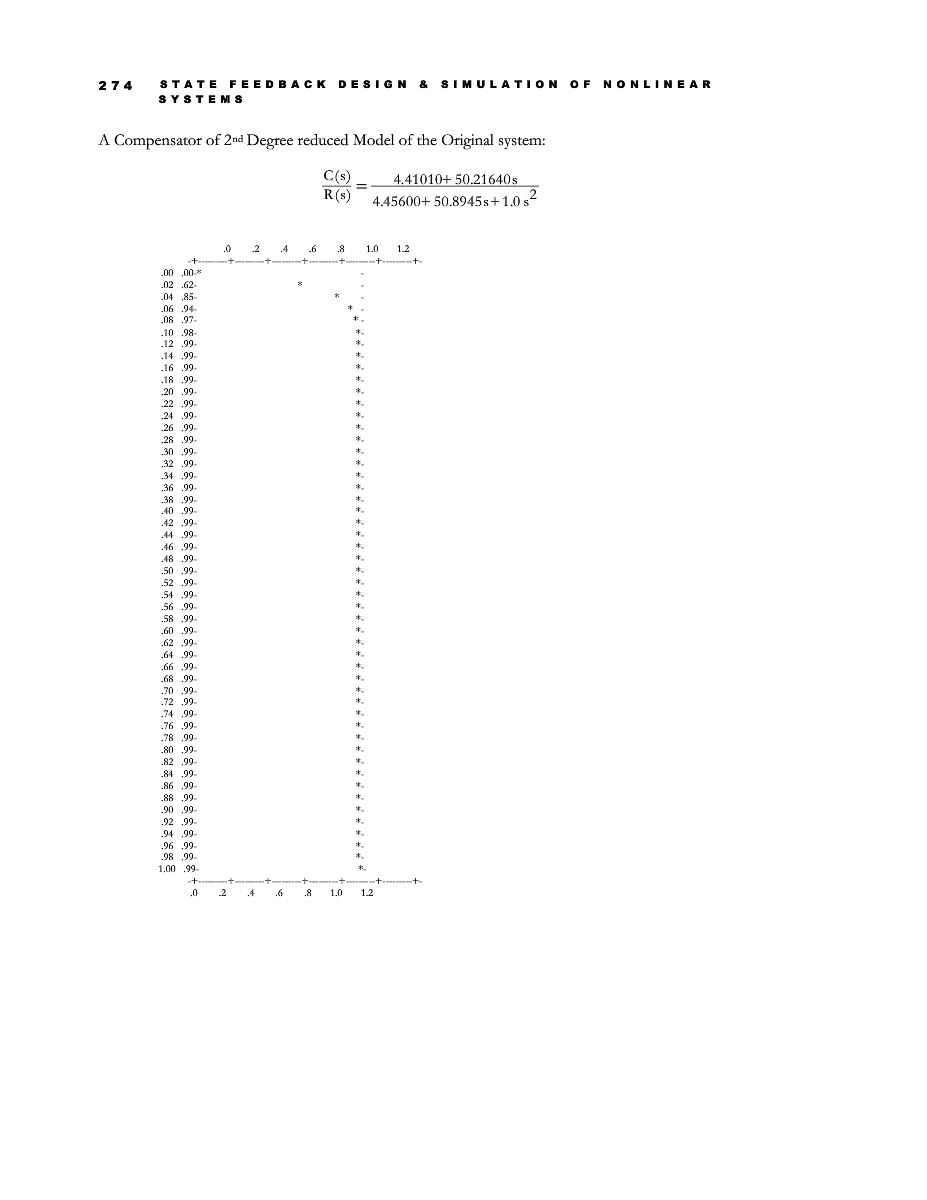 274 STATE FEEDBACK DESIGN & SIMULATION OF NONLINEAR
SYSTEMS
A Compensator of 2nd Degree reduced Model of the Original system:
C(s)/R(s) = 4.41010+ 50.21640s / 4.45600+ 50.8945s+1.0 s2
.0 .2 .4 .6 .8 1.0 1.2
-+---------+---------+---------+---------+---------+---------+-
.00 .00-* -
.02 .62- * -
.04 .85- * -
.06 .94- * -
.08 .97- * -
.10 .98- *-
.12 .99- *-
.14 .99- *-
.16 .99- *-
.18 .99- *-
.20 .99- *-
.22 .99- *-
.24 .99- *-
.26 .99- *-
.28 .99- *-
.30 .99- *-
.32 .99- *-
.34 .99- *-
.36 .99- *-
.38 .99- *-
.40 .99- *-
.42 .99- *-
.44 .99- *-
.46 .99- *-
.48 .99- *-
.50 .99- *-
.52 .99- *-
.54 .99- *-
.56 .99- *-
.58 .99- *-
.60 .99- *-
.62 .99- *-
.64 .99- *-
.66 .99- *-
.68 .99- *-
.70 .99- *-
.72 .99- *-
.74 .99- *-
.76 .99- *-
.78 .99- *-
.80 .99- *-
.82 .99- *-
.84 .99- *-
.86 .99- *-
.88 .99- *-
.90 .99- *-
.92 .99- *-
.94 .99- *-
.96 .99- *-
.98 .99- *-
1.00 .99- *-
-+---------+---------+---------+---------+---------+---------+-
.0 .2 .4 .6 .8 1.0 1.2